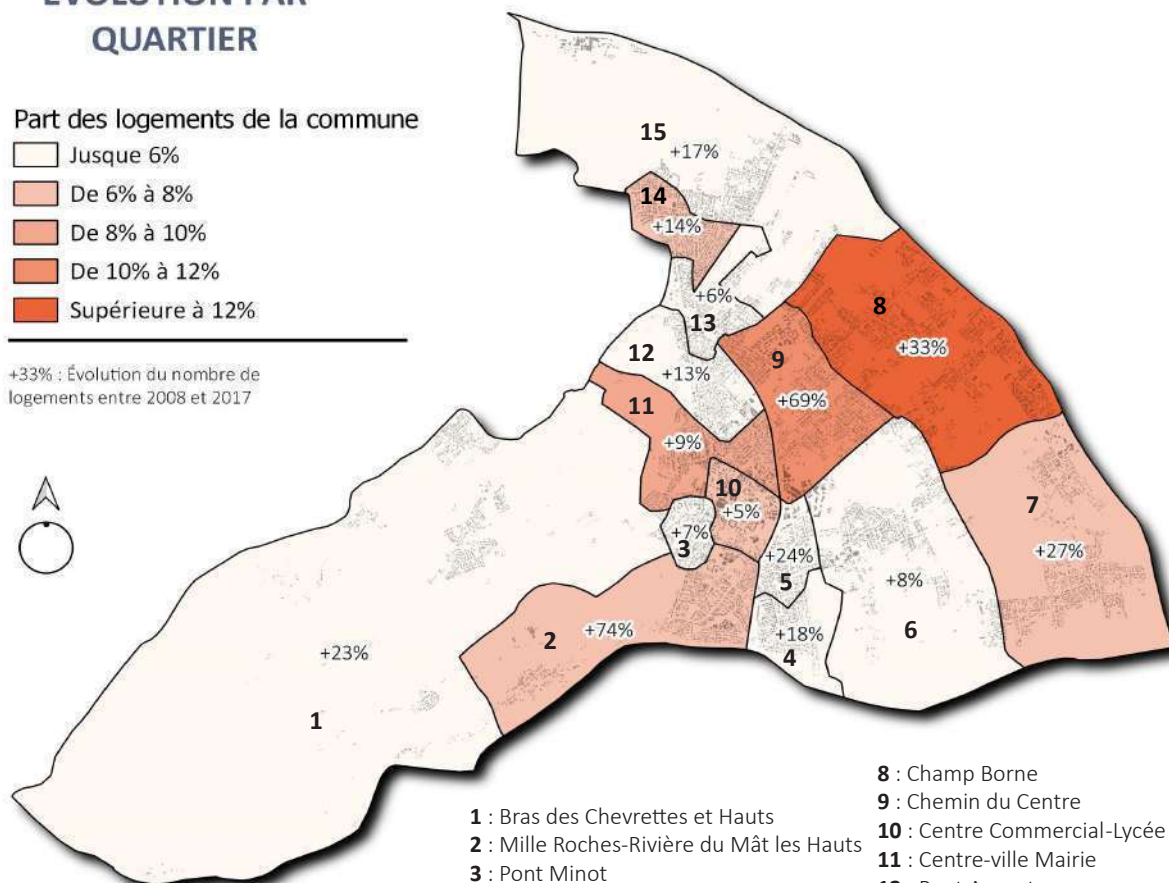 QUARTIER
Part des logements de la commune
Jusque 6%
De 6% à 8%
De 8% à 10%
De 10% à 12%
Supérieure à 12%
+33% : Évolution du nombre de
logements entre 2008 et 2017
15
+17%
14
+14%
+6%
13
8
+33%
12
+13%
9
+69%
11
+9%
10
+5%
+7%
3
7
+27%
+24%
5
+8%
6
2
+74%
+18%
4
+23%
1
1 : Bras des Chevrettes et Hauts
2 : Mille Roches-Rivière du Mât les Hauts
3 : Pont Minot
8 : Champ Borne
9 : Chemin du Centre
10 : Centre Commercial-Lycée
11 : Centre-ville Mairie